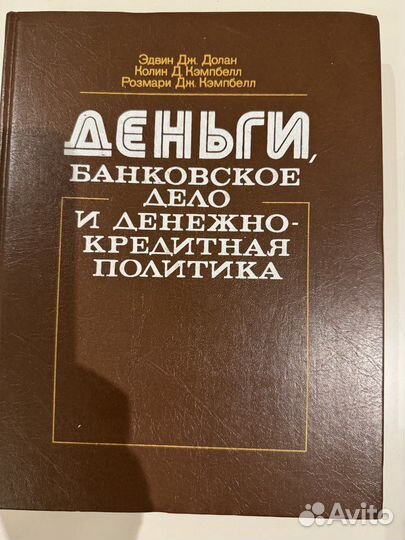 Эдвин Дж. Долан
Колин Д. Кэмпбелл
Розмари Дж. Кэмпбелл
ДЕНЬГИ,
БАНКОВСКОЕ
ДЕЛО
И ДЕНЕЖНО-
КРЕДИТНАЯ
ПОЛИТИКА
Avito